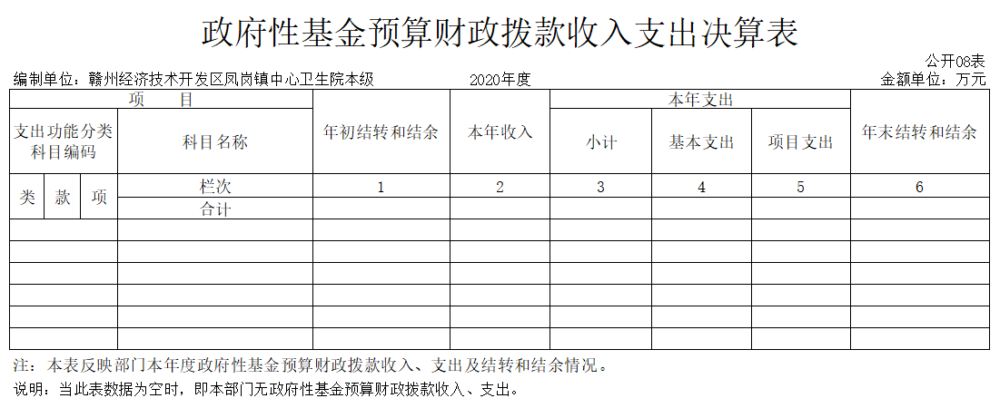 政府性基金预算财政拨款收入支出决算表
公开08表
编制单位：赣州经济技术开发区凤岗镇中心卫生院本级 2020年度 金额单位：万元
项 目 年初结转和结余 本年收入 本年支出 年末结转和结余
支出功能分类科目编码 科目名称 小计 基本支出 项目支出
类 款 项 栏次 1 2 3 4 5 6
合计
注：本表反映部门本年度政府性基金预算财政拨款收入、支出及结转和结余情况。
说明：当此表数据为空时，即本部门无政府性基金预算财政拨款收入、支出。